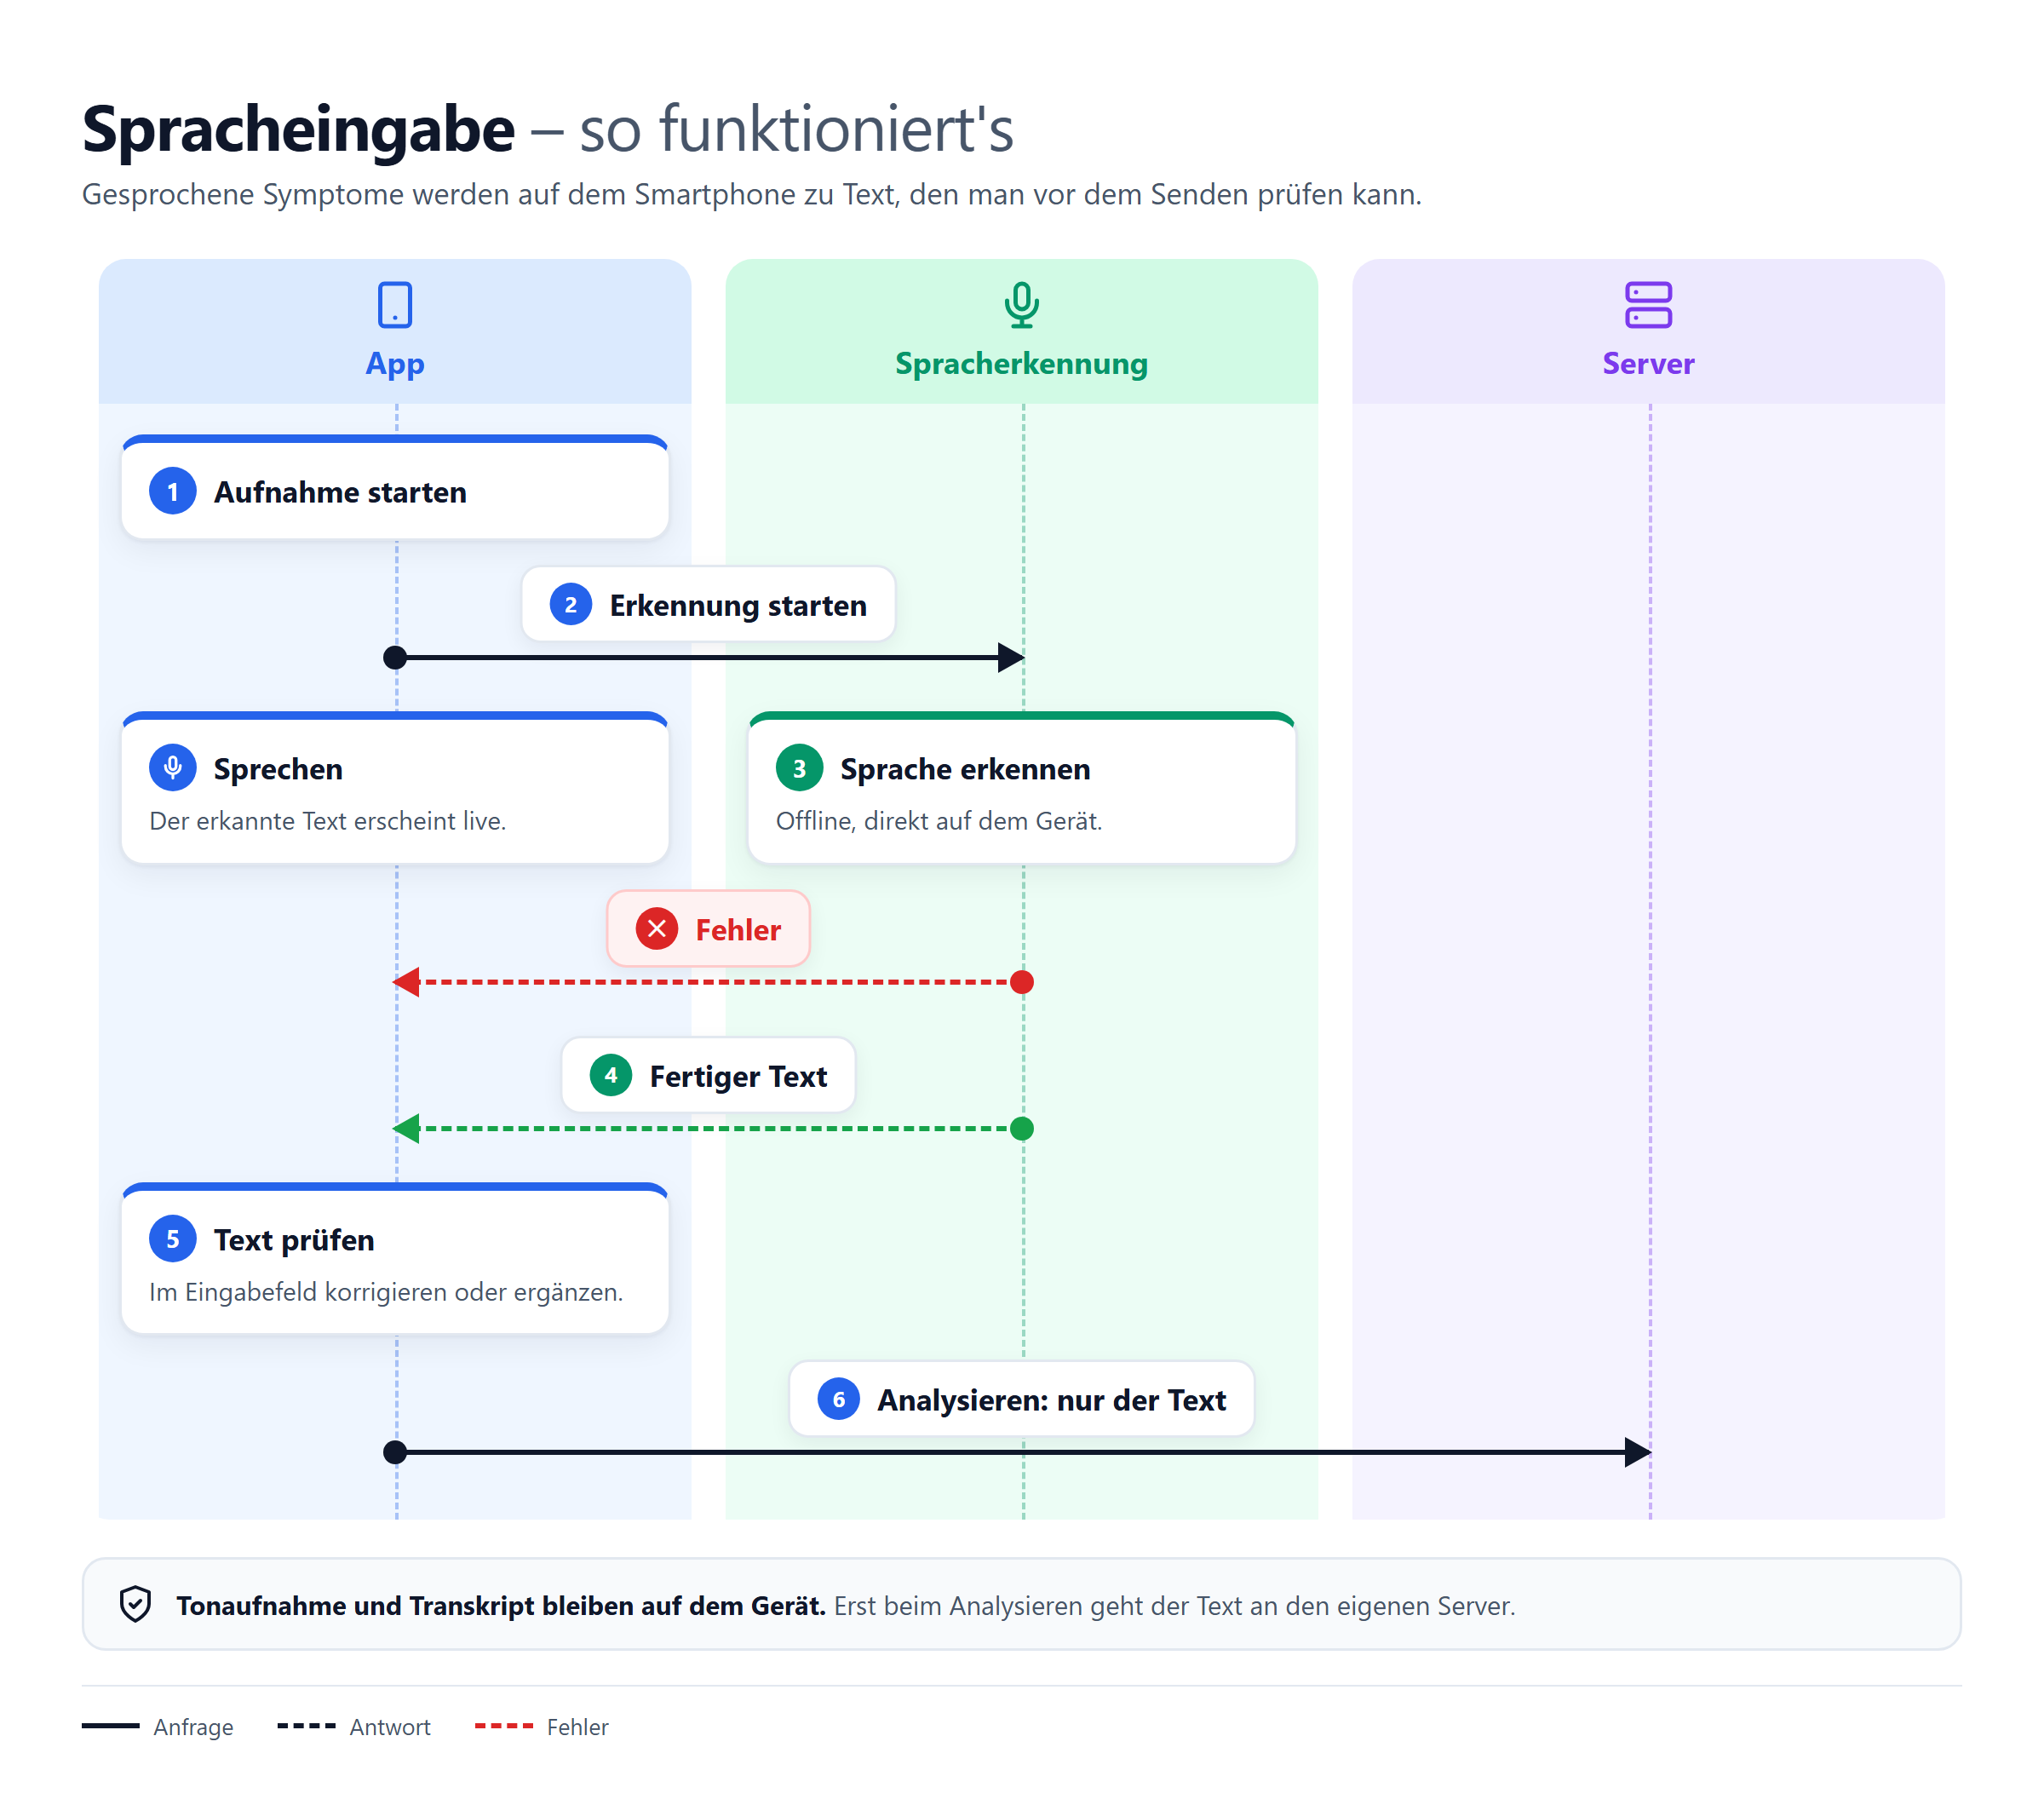 Spracheingabe – so funktioniert's
Gesprochene Symptome werden auf dem Smartphone zu Text, den man vor dem Senden prüfen kann.
App
Spracherkennung
Server
1 Aufnahme starten
2 Erkennung starten
Sprechen
Der erkannte Text erscheint live.
3 Sprache erkennen
Offline, direkt auf dem Gerät.
Fehler
4 Fertiger Text
5 Text prüfen
Im Eingabefeld korrigieren oder ergänzen.
6 Analysieren: nur der Text
Tonaufnahme und Transkript bleiben auf dem Gerät. Erst beim Analysieren geht der Text an den eigenen Server.
Anfrage
Antwort
Fehler